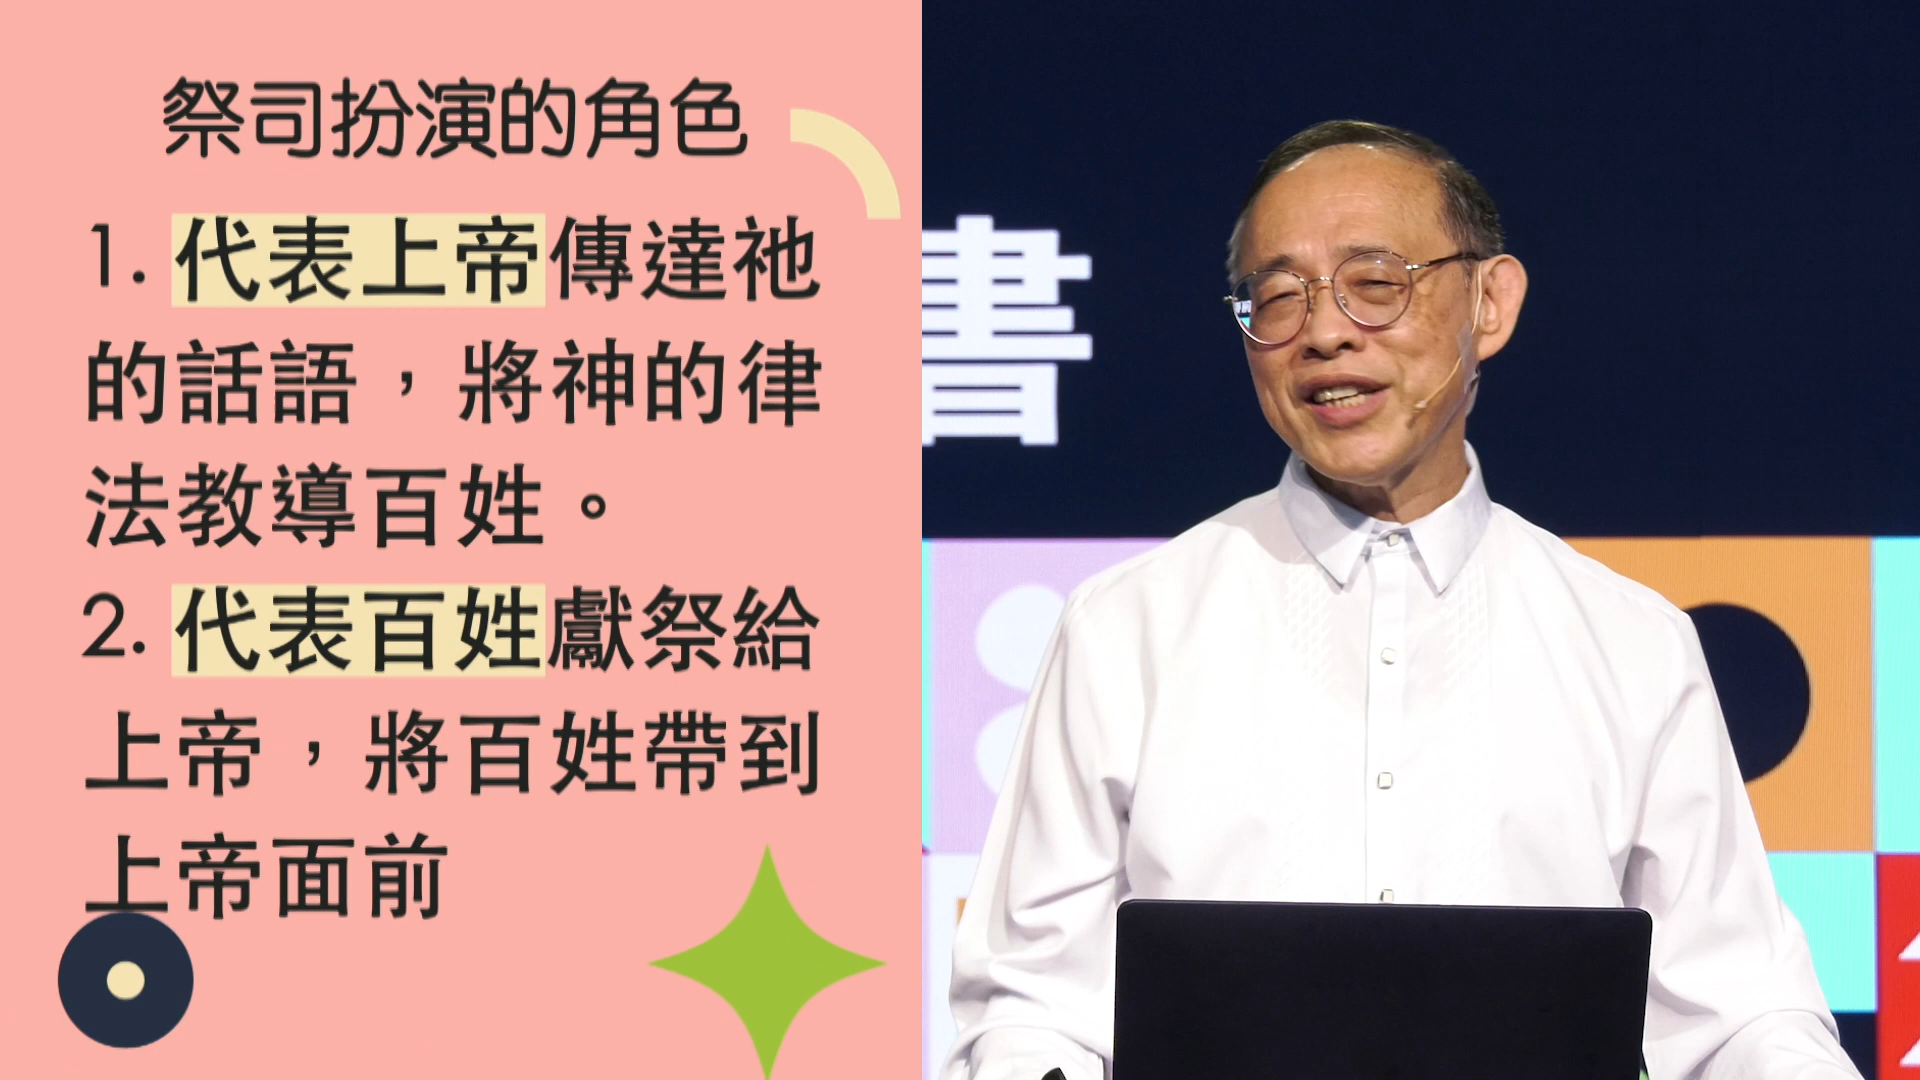 祭司扮演的角色
1. 代表上帝傳達祂
的話語，將神的律
法教導百姓。
2. 代表百姓獻祭給
上帝，將百姓帶到
上帝面前
書